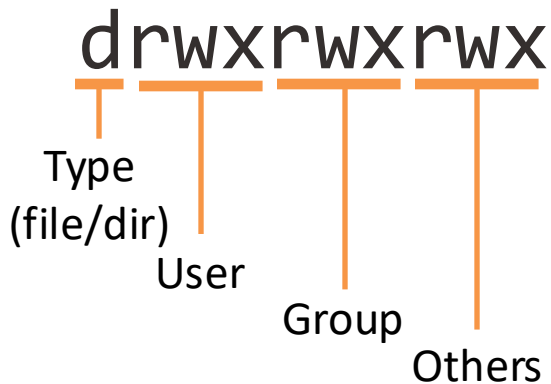 drwxrwxrwx
Type
(file/dir)
User
Group
Others